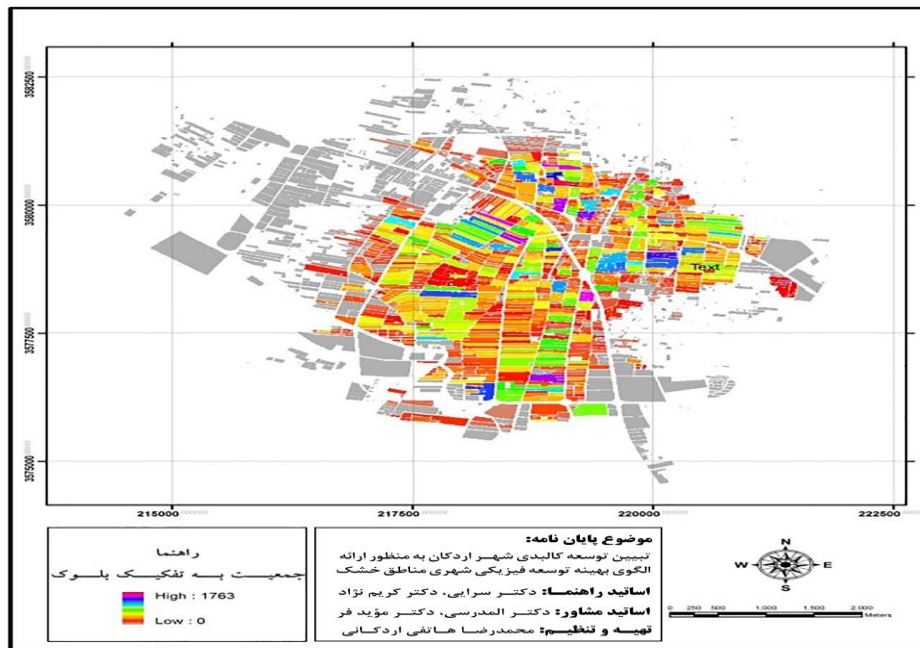 3582500
3580000
3577500
3575000
Text
215000
217500
220000
222500
راهنما
جمعیت به تفکیک بلوک
High : 1763
Low : 0
موضوع پایان نامه:
تبیین توسعه کالبدی شهر اردکان به منظور ارائه
الگوی بهینه توسعه فیزیکی شهری مناطق خشک
اساتید راهنما: دکتر سرایی، دکتر کریم نژاد
اساتید مشاور: دکتر المدرسی، دکتر مؤید فر
تهیه و تنظیم: محمدرضا هاتفی اردکانی
N
W E
S
0 250 500 1,000 1,500 2,000
Meters